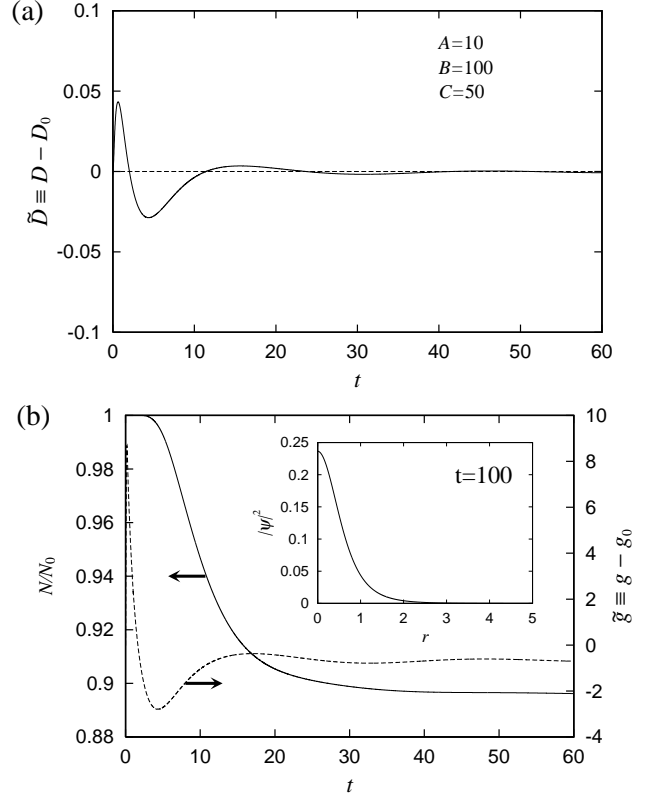 (a)
0.1
0.05
0
-0.05
-0.1
D̃ ≡ D − D₀
A=10
B=100
C=50
0 10 20 30 40 50 60
t
(b)
1
0.98
0.96
0.94
0.92
0.9
0.88
N/N₀
10
8
6
4
2
0
-2
-4
g̃ ≡ g − g₀
0.25
0.2
0.15
0.1
0.05
0
|ψ|²
t=100
0 1 2 3 4 5
r
0 10 20 30 40 50 60
t